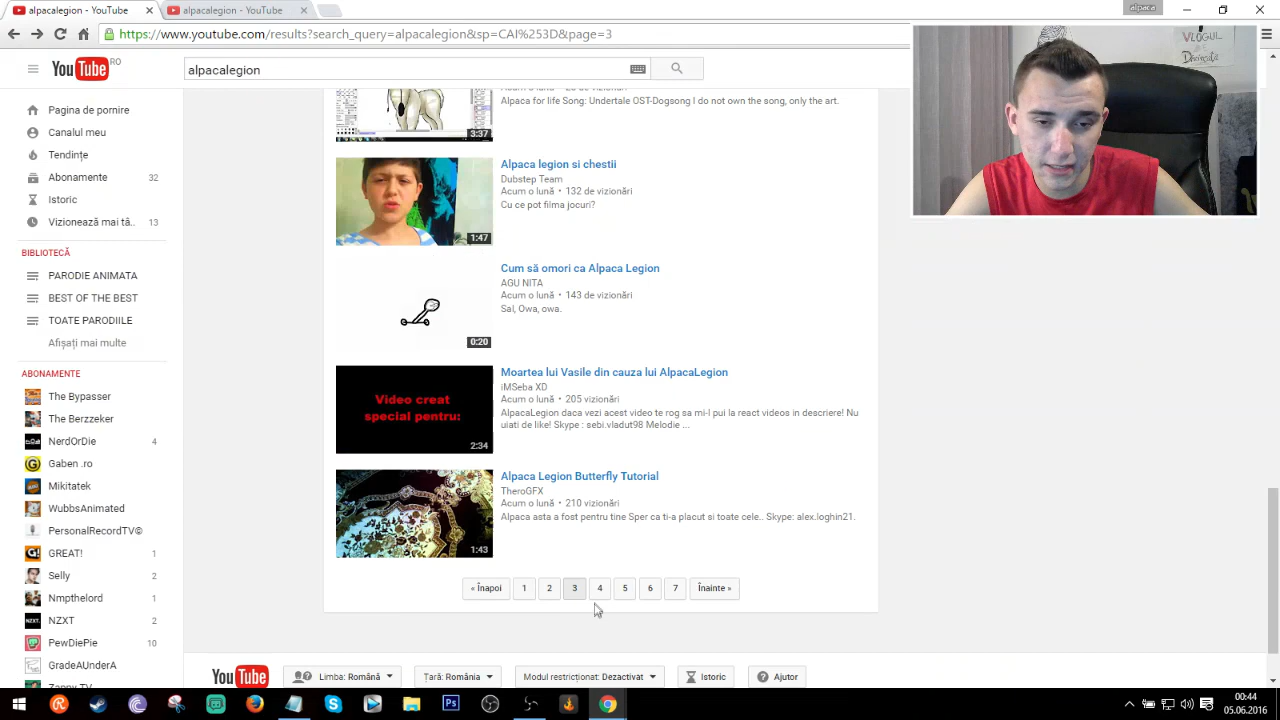 alpacalegion - YouTube
alpacalegion - YouTube
alpaca
https://www.youtube.com/results?search_query=alpacalegion&sp=CAI%253D&page=3
YouTube RO
alpacalegion
VLOGUL
a
Dhoinata
Pagina de pornire
Canalul meu
Tendințe
Abonamente 32
Istoric
Vizionează mai tâ.. 13
BIBLIOTECĂ
PARODIE ANIMATA
BEST OF THE BEST
TOATE PARODIILE
Afișați mai multe
ABONAMENTE
The Bypasser
The Berzzeker
NerdOrDie 4
Gaben .ro
Mikitatek
WubbsAnimated
PersonalRecordTV©
GREAT! 1
Selly 2
Nmpthelord 3
NZXT 2
PewDiePie 10
GradeAUnderA
Zappy TV
Alpaca for life Song: Undertale OST-Dogsong I do not own the song, only the art.
3:37
Alpaca legion si chestii
Dubstep Team
Acum o lună • 132 de vizionări
Cu ce pot filma jocuri?
1:47
Cum să omori ca Alpaca Legion
AGU NITA
Acum o lună • 143 de vizionări
Sal, Owa, owa.
0:20
Moartea lui Vasile din cauza lui AlpacaLegion
iMSeba XD
Acum o lună • 205 vizionări
AlpacaLegion daca vezi acest video te rog sa mi-l pui la react videos in descriere! Nu
uiati de like! Skype : sebi.vladut98 Melodie ...
Video creat
special pentru:
2:34
Alpaca Legion Butterfly Tutorial
TheroGFX
Acum o lună • 210 vizionări
Alpaca asta a fost pentru tine Sper ca ti-a placut si toate cele.. Skype: alex.loghin21.
1:43
« Înapoi 1 2 3 4 5 6 7 Înainte »
YouTube
Limba: Română
Țară: România
Modul restricționat: Dezactivat
Istoric
Ajutor
00:44
05.06.2016